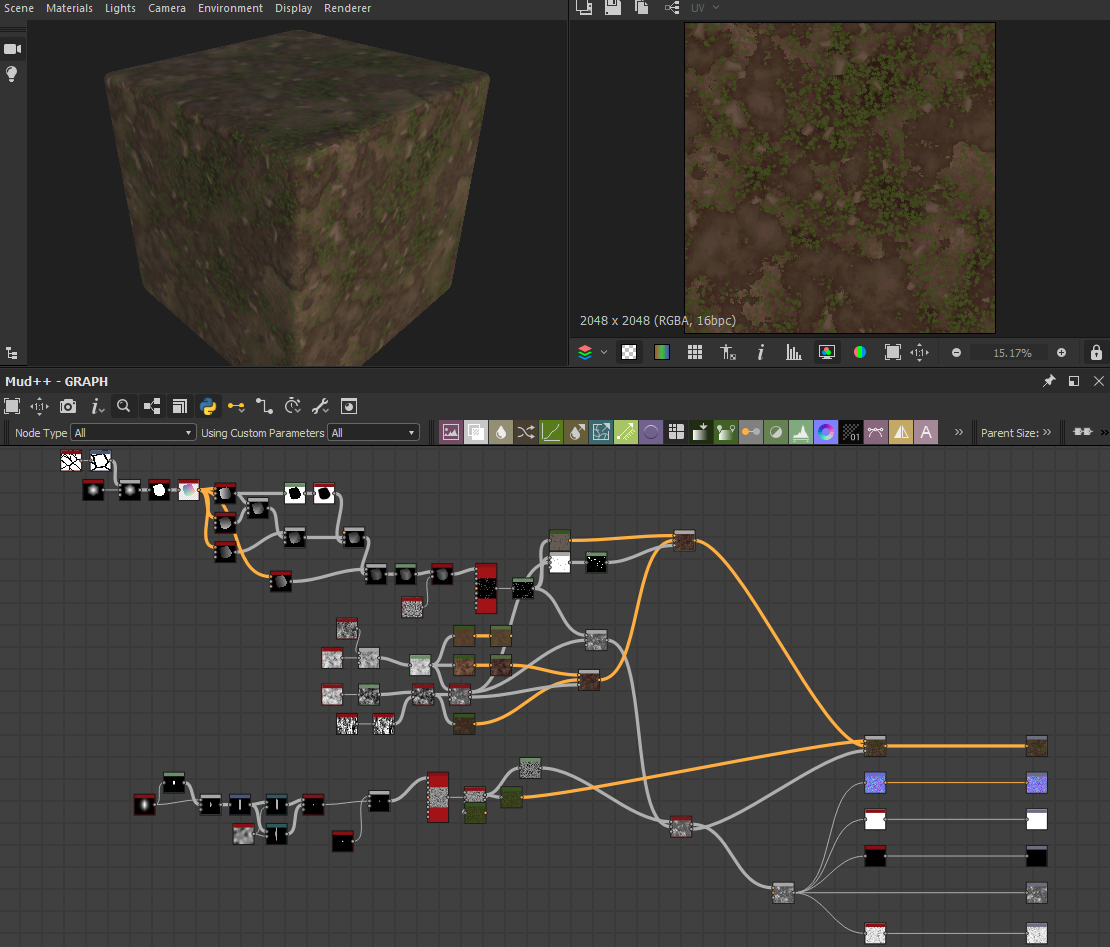 Scene Materials Lights Camera Environment Display Renderer
UV
2048 x 2048 (RGBA, 16bpc)
15.17%
Mud++ - GRAPH
Node Type All Using Custom Parameters All Parent Size: